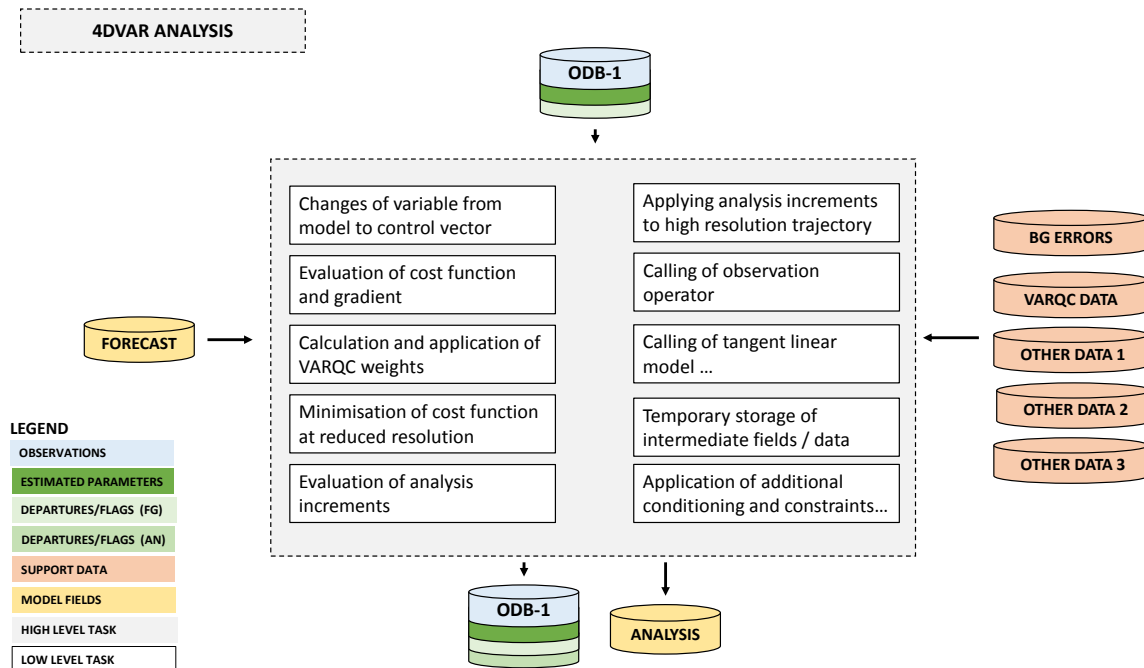 4DVAR ANALYSIS
ODB-1
Changes of variable from
model to control vector
Evaluation of cost function
and gradient
Calculation and application of
VARQC weights
Minimisation of cost function
at reduced resolution
Evaluation of analysis
increments
Applying analysis increments
to high resolution trajectory
Calling of observation
operator
Calling of tangent linear
model …
Temporary storage of
intermediate fields / data
Application of additional
conditioning and constraints…
FORECAST
BG ERRORS
VARQC DATA
OTHER DATA 1
OTHER DATA 2
OTHER DATA 3
LEGEND
OBSERVATIONS
ESTIMATED PARAMETERS
DEPARTURES/FLAGS (FG)
DEPARTURES/FLAGS (AN)
SUPPORT DATA
MODEL FIELDS
HIGH LEVEL TASK
LOW LEVEL TASK
ODB-1
ANALYSIS